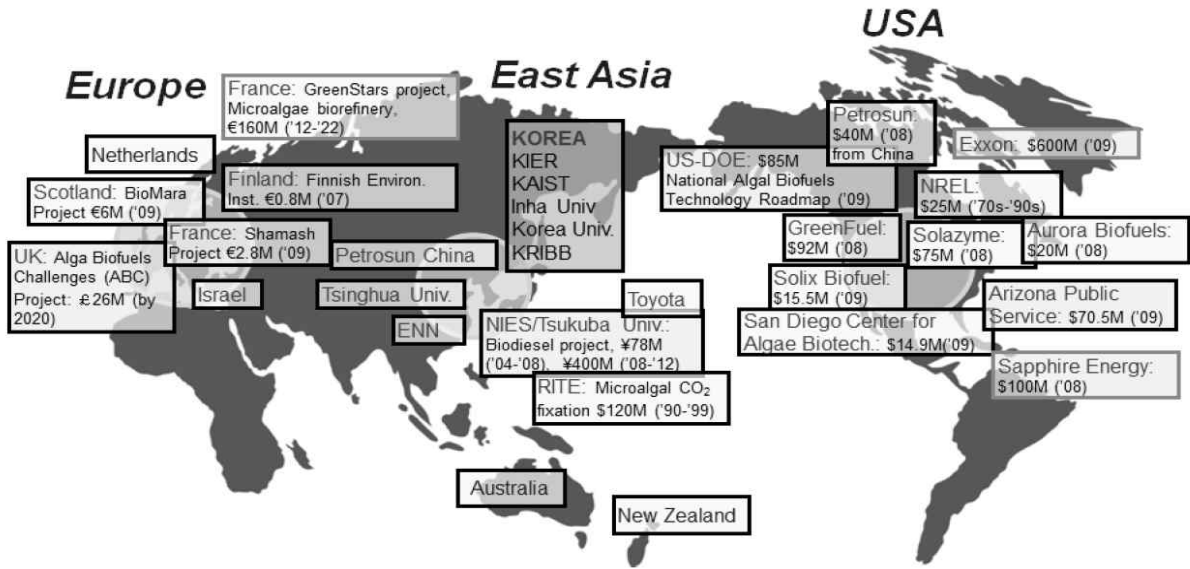 USA
East Asia
Europe
France: GreenStars project,
Microalgae biorefinery,
€160M ('12-'22)
Netherlands
Scotland: BioMara
Project €6M ('09)
Finland: Finnish Environ.
Inst. €0.8M ('07)
France: Shamash
Project €2.8M ('09)
UK: Alga Biofuels
Challenges (ABC)
Project: £26M (by
2020)
Israel
Petrosun China
Tsinghua Univ.
ENN
KOREA
KIER
KAIST
Inha Univ
Korea Univ.
KRIBB
Toyota
NIES/Tsukuba Univ.:
Biodiesel project, ¥78M
('04-'08), ¥400M ('08-'12)
RITE: Microalgal CO₂
fixation $120M ('90-'99)
Australia
New Zealand
Petrosun:
$40M ('08)
from China
Exxon: $600M ('09)
US-DOE: $85M
National Algal Biofuels
Technology Roadmap ('09)
NREL:
$25M ('70s-'90s)
GreenFuel:
$92M ('08)
Solazyme:
$75M ('08)
Aurora Biofuels:
$20M ('08)
Solix Biofuel:
$15.5M ('09)
Arizona Public
Service: $70.5M ('09)
San Diego Center for
Algae Biotech.: $14.9M('09)
Sapphire Energy:
$100M ('08)